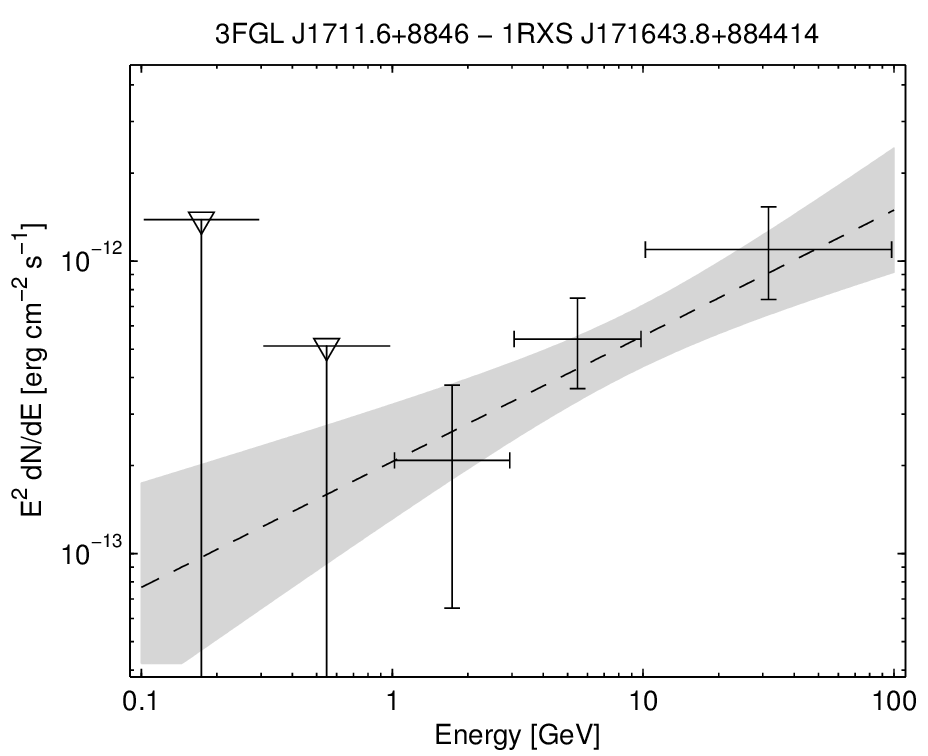 3FGL J1711.6+8846 − 1RXS J171643.8+884414
E² dN/dE [erg cm⁻² s⁻¹]
10⁻¹²
10⁻¹³
0.1 1 10 100
Energy [GeV]